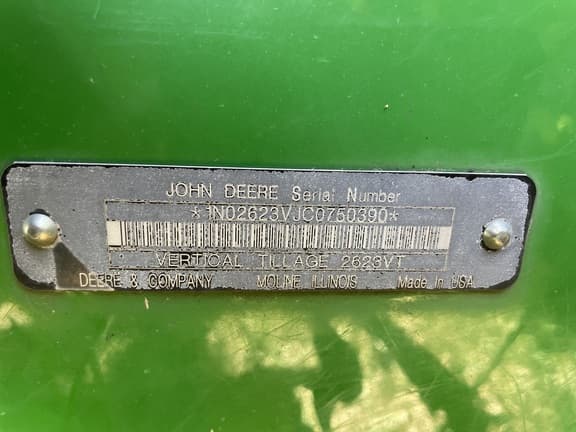 JOHN DEERE Serial Number
*1N02623VJC0750390*
VERTICAL TILLAGE 2623VT
DEERE & COMPANY MOLINE ILLINOIS Made In USA